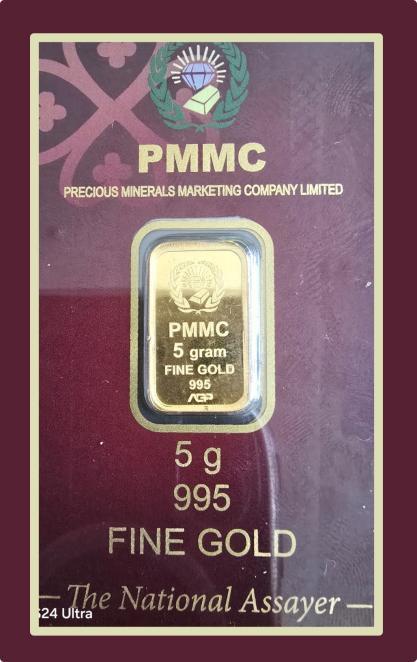 PMMC
PRECIOUS MINERALS MARKETING COMPANY LIMITED
PMMC
5 gram
FINE GOLD
995
AGP
5 g
995
FINE GOLD
— The National Assayer —
S24 Ultra